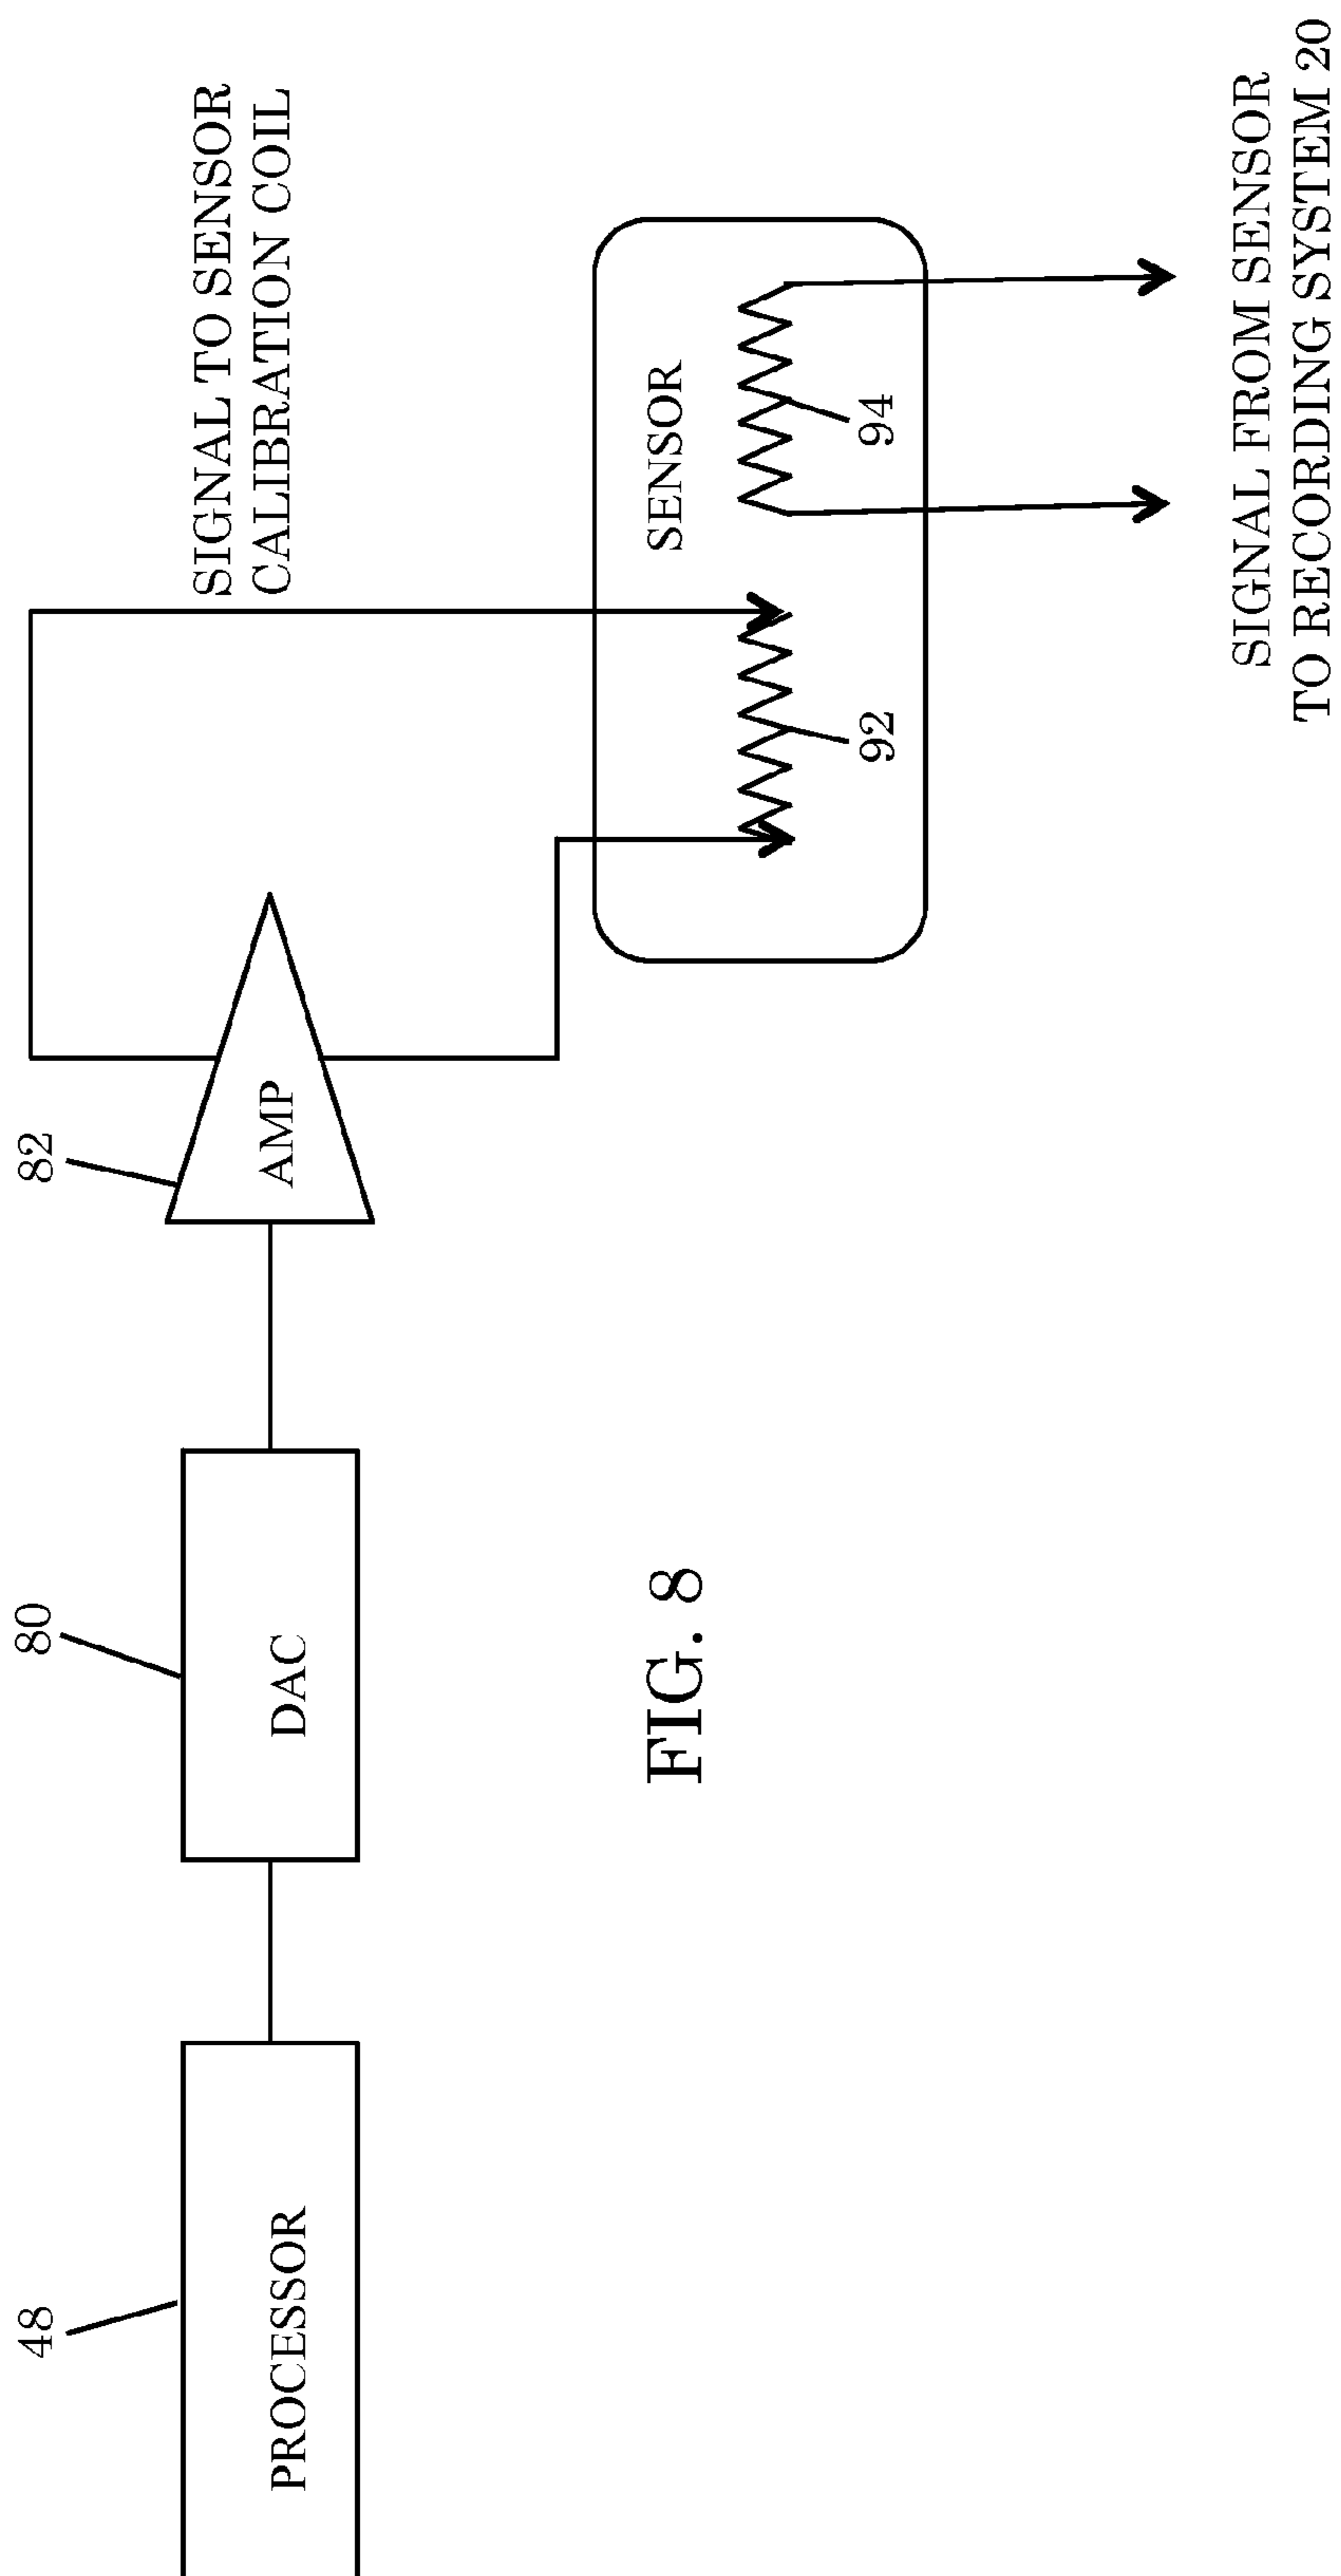 48
PROCESSOR
80
DAC
82
AMP
SIGNAL TO SENSOR
CALIBRATION COIL
SENSOR
92
94
SIGNAL FROM SENSOR
TO RECORDING SYSTEM 20
FIG. 8